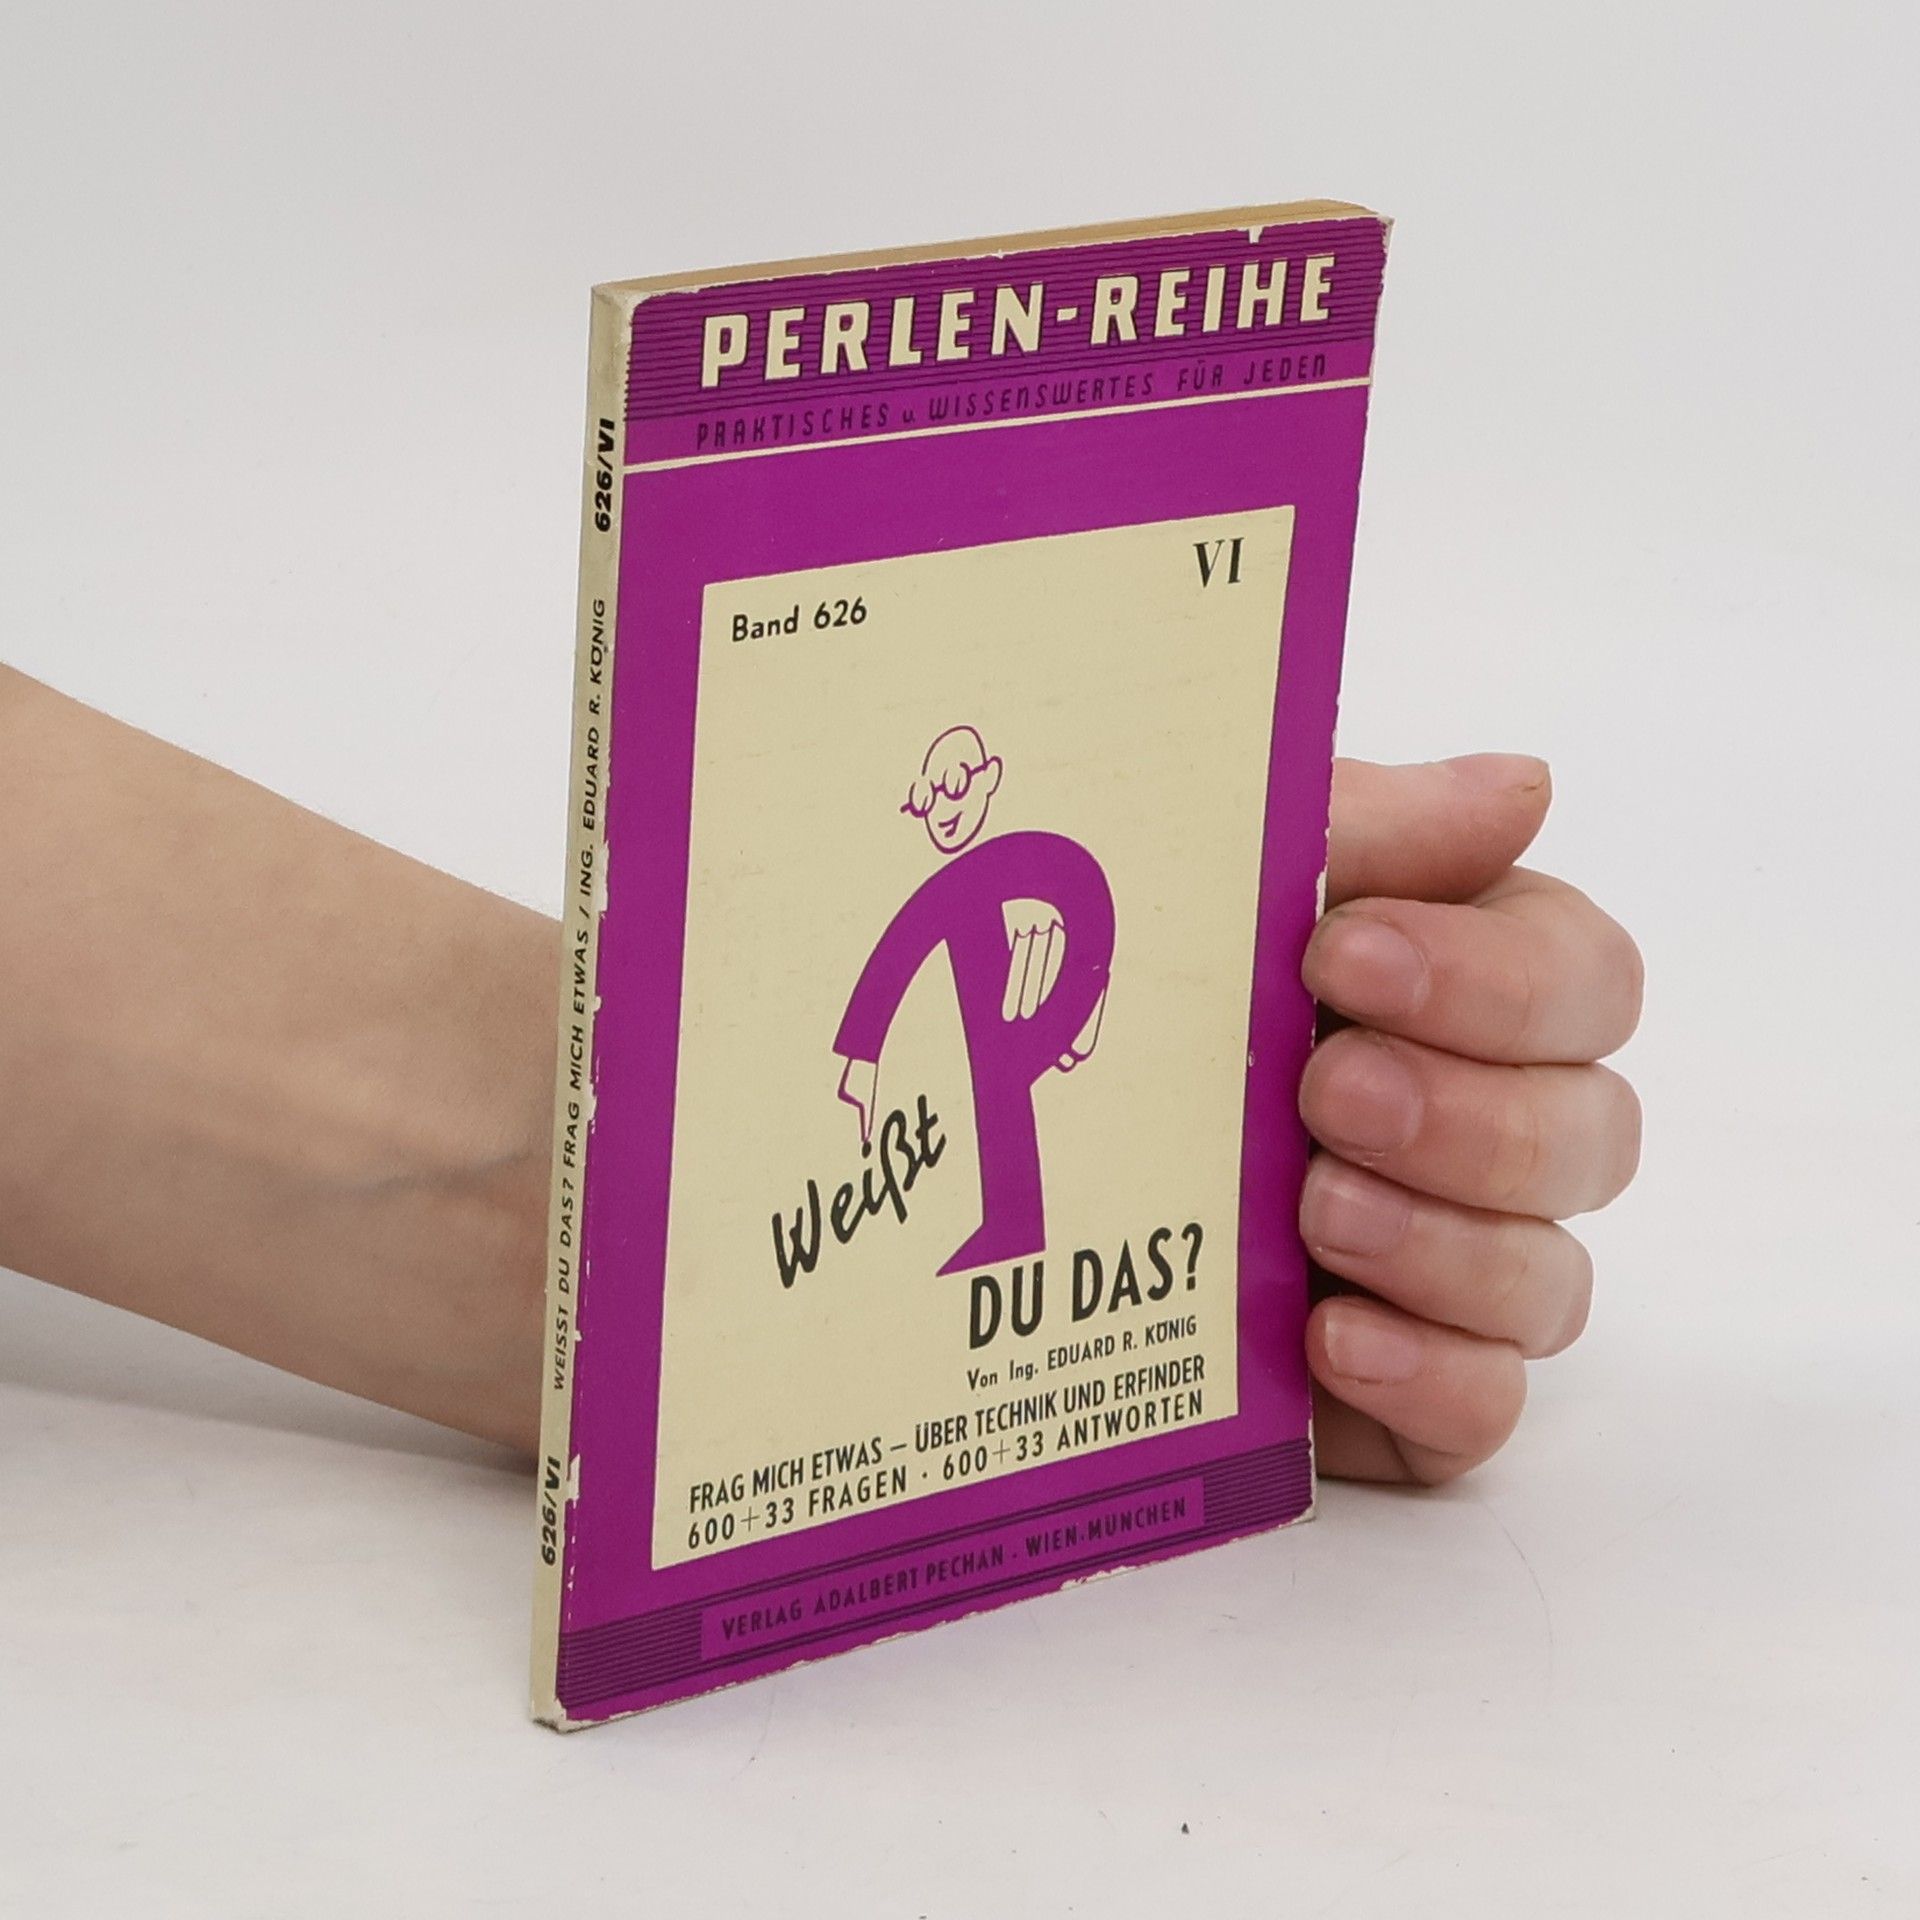 PERLEN-REIHE
PRAKTISCHES u. WISSENSWERTES FÜR JEDEN
Band 626
VI
Weißt
DU DAS?
Von Ing. EDUARD R. KÖNIG
FRAG MICH ETWAS – ÜBER TECHNIK UND ERFINDER
600+33 FRAGEN · 600+33 ANTWORTEN
VERLAG ADALBERT PECHAN · WIEN-MÜNCHEN
626/VI WEISST DU DAS? FRAG MICH ETWAS / ING. EDUARD R. KÖNIG 626/VI